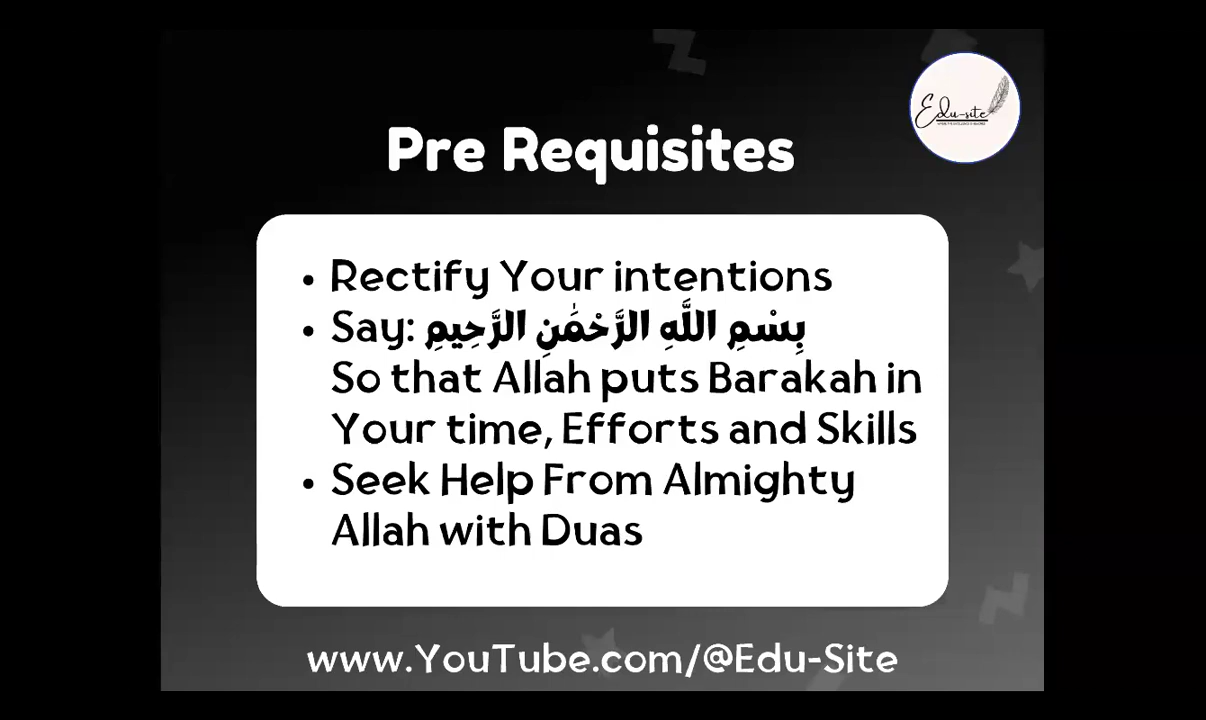 Edu-site
Pre Requisites
• Rectify Your intentions
• Say: بِسْمِ اللَّهِ الرَّحْمَٰنِ الرَّحِيمِ
So that Allah puts Barakah in
Your time, Efforts and Skills
• Seek Help From Almighty
Allah with Duas
www.YouTube.com/@Edu-Site